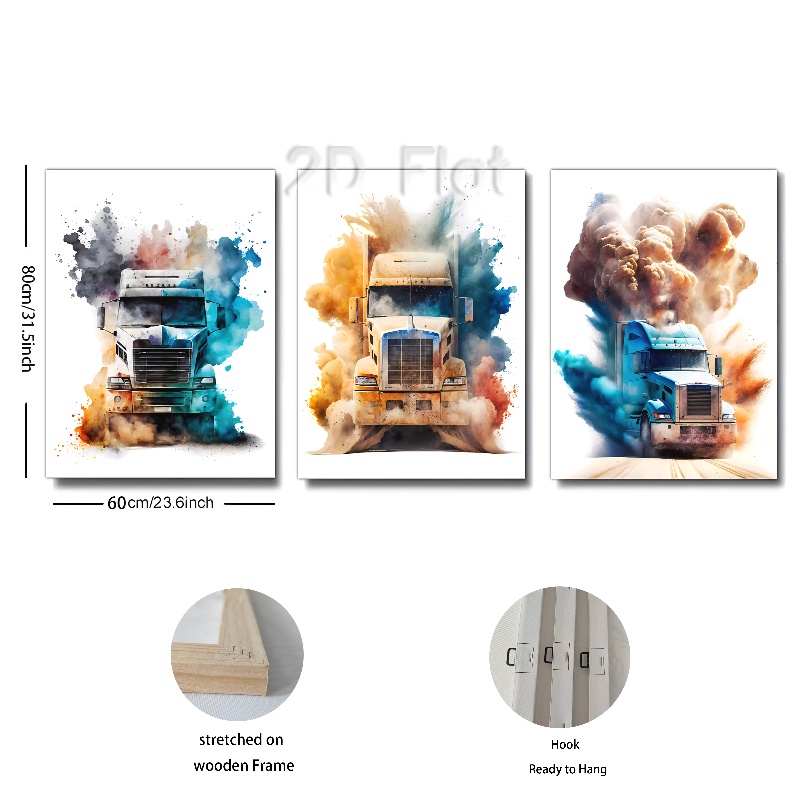 2D Flat
80cm/31.5inch
60cm/23.6inch
stretched on
wooden Frame
Hook
Ready to Hang